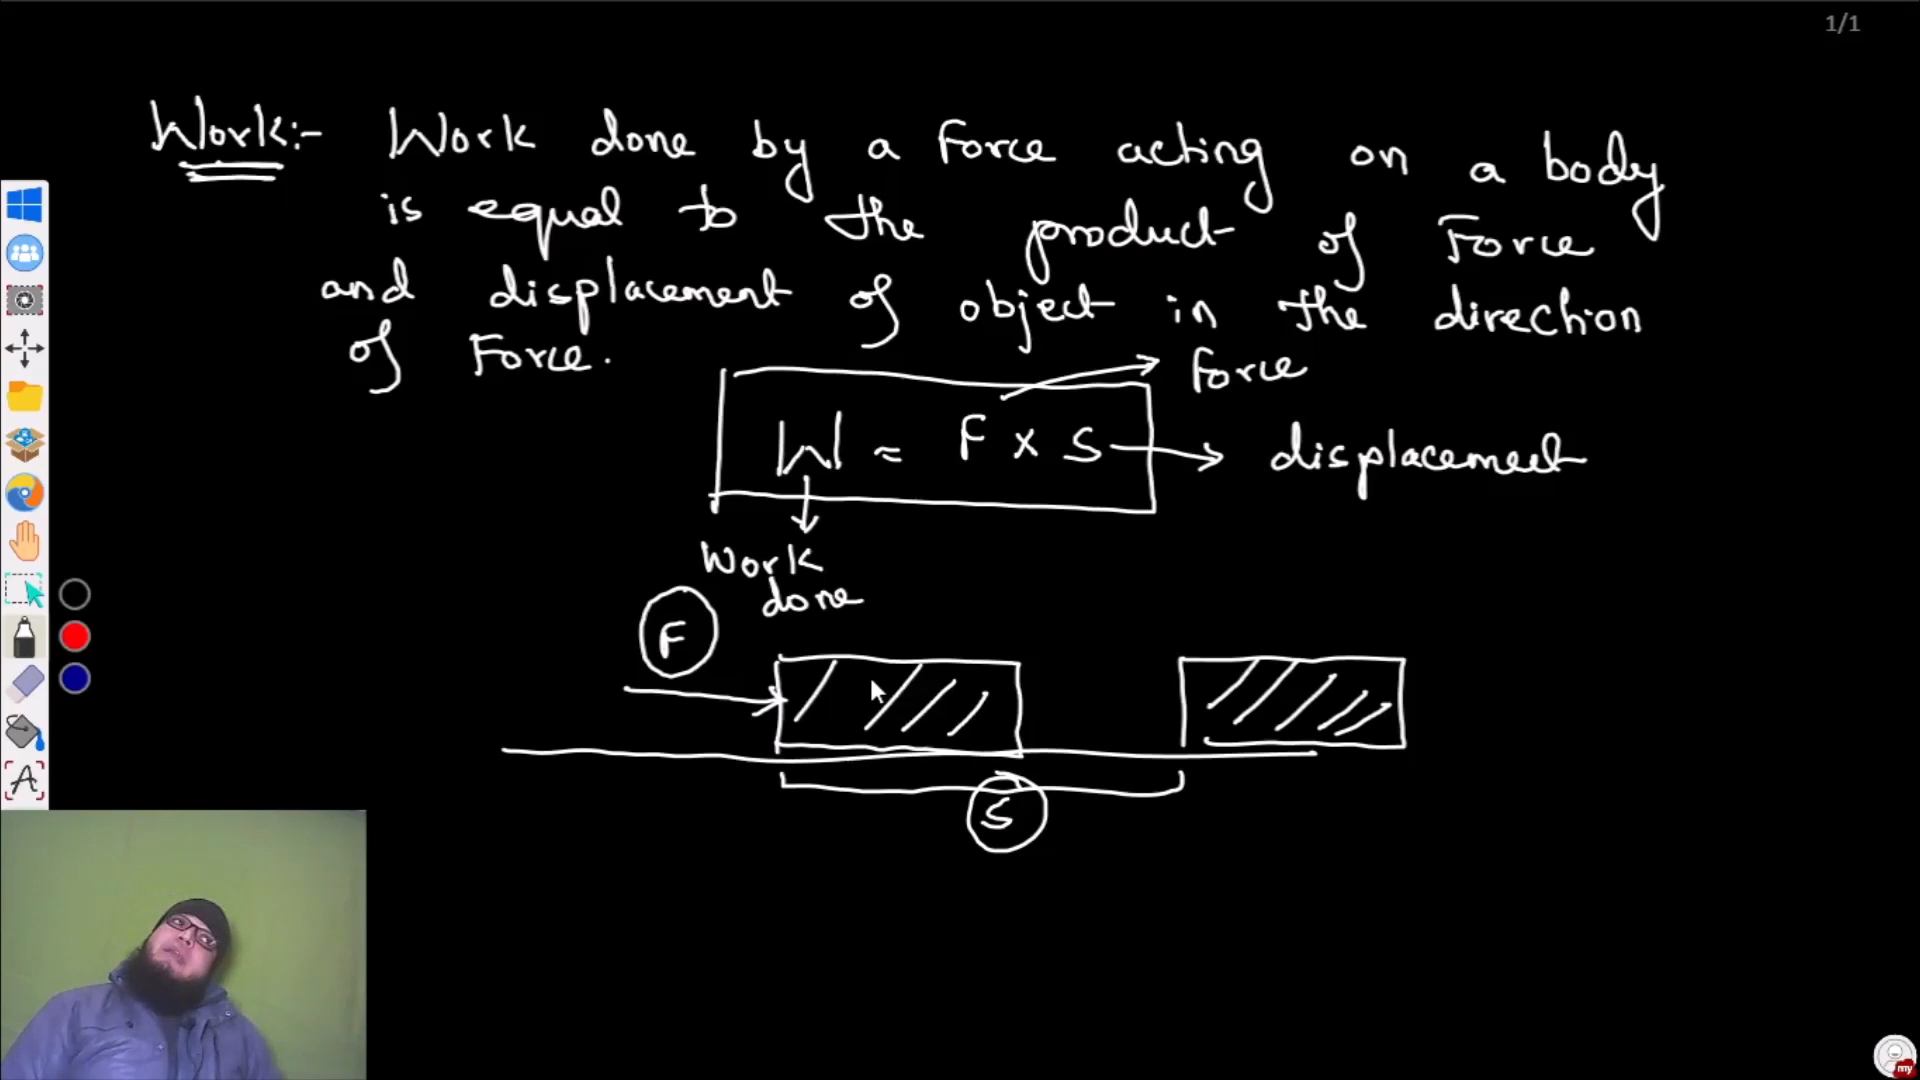 1/1
Work:- Work done by a Force acting on a body
is equal to the product of Force
and displacement of object in the direction
of Force.
force
W = F x S
displacement
Work
done
F
S
my